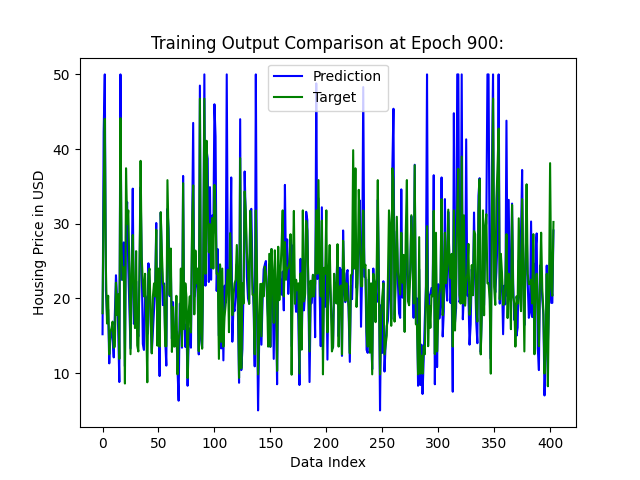 Training Output Comparison at Epoch 900:
Prediction
Target
Housing Price in USD
50
40
30
20
10
0
50
100
150
200
250
300
350
400
Data Index